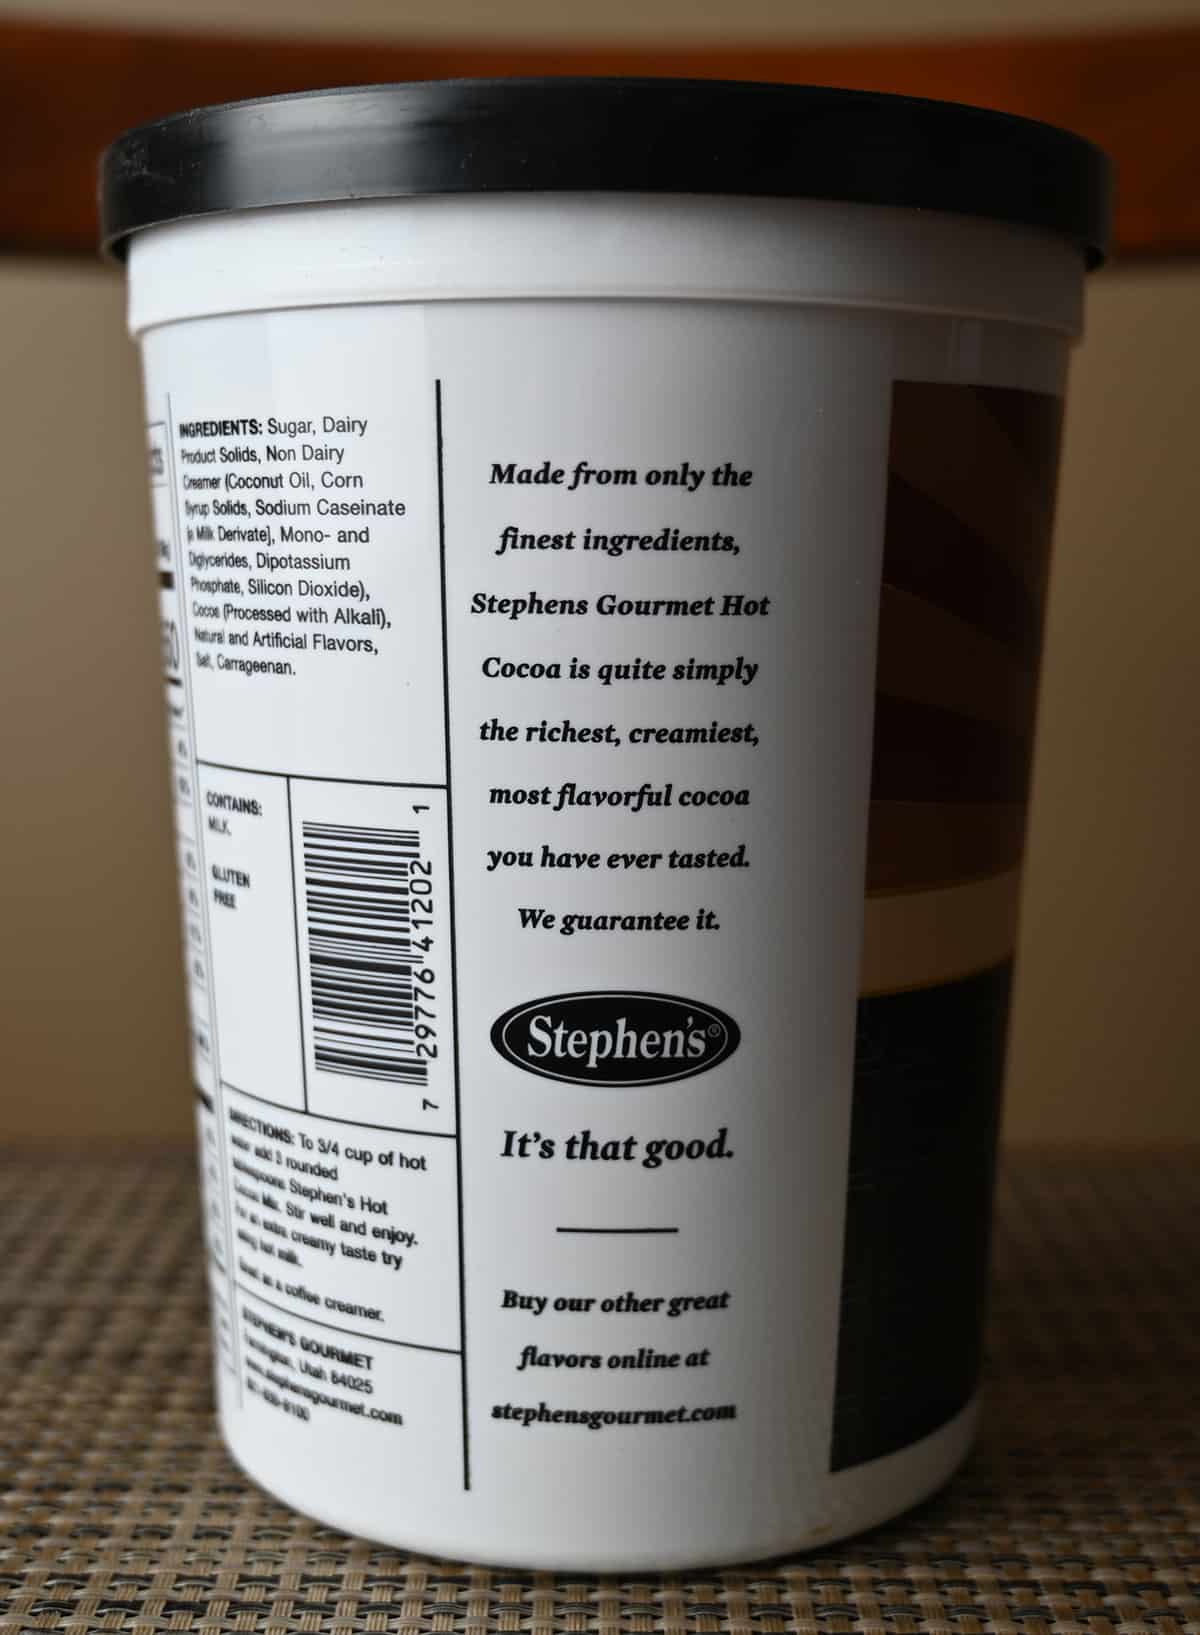 INGREDIENTS: Sugar, Dairy
Product Solids, Non Dairy
Creamer (Coconut Oil, Corn
Syrup Solids, Sodium Caseinate
[a Milk Derivate], Mono- and
Diglycerides, Dipotassium
Phosphate, Silicon Dioxide),
Cocoa (Processed with Alkali),
Natural and Artificial Flavors,
Salt, Carrageenan.
CONTAINS:
MILK.
GLUTEN
FREE
7 29776 41202 1
DIRECTIONS: To 3/4 cup of hot
water add 3 rounded
Stephen's Hot
Cocoa Mix. Stir well and enjoy.
For an extra creamy taste try
using hot milk.
as a coffee creamer.
STEPHEN'S GOURMET
Farmington, Utah 84025
www.stephensgourmet.com
Made from only the
finest ingredients,
Stephens Gourmet Hot
Cocoa is quite simply
the richest, creamiest,
most flavorful cocoa
you have ever tasted.
We guarantee it.
Stephen's®
It's that good.
Buy our other great
flavors online at
stephensgourmet.com